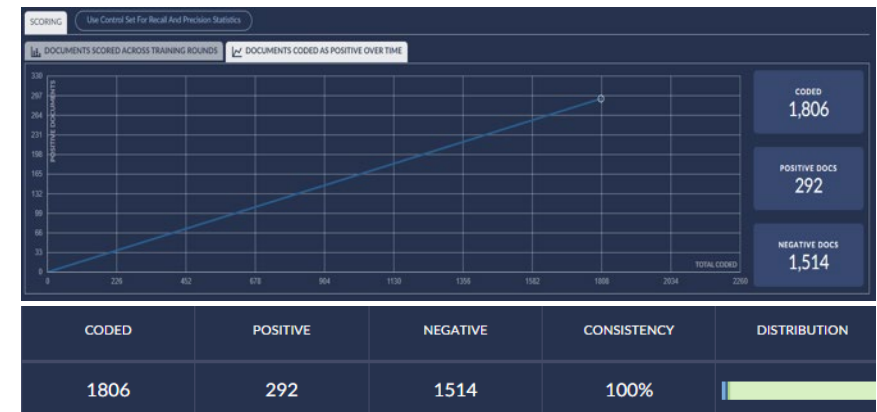 SCORING
Use Control Set For Recall And Precision Statistics
DOCUMENTS SCORED ACROSS TRAINING ROUNDS
DOCUMENTS CODED AS POSITIVE OVER TIME
330
297
264
231
198
165
132
99
66
33
0
POSITIVE DOCUMENTS
TOTAL CODED
0 226 452 678 904 1130 1356 1582 1808 2034 2260
CODED
1,806
POSITIVE DOCS
292
NEGATIVE DOCS
1,514
CODED POSITIVE NEGATIVE CONSISTENCY DISTRIBUTION
1806 292 1514 100%